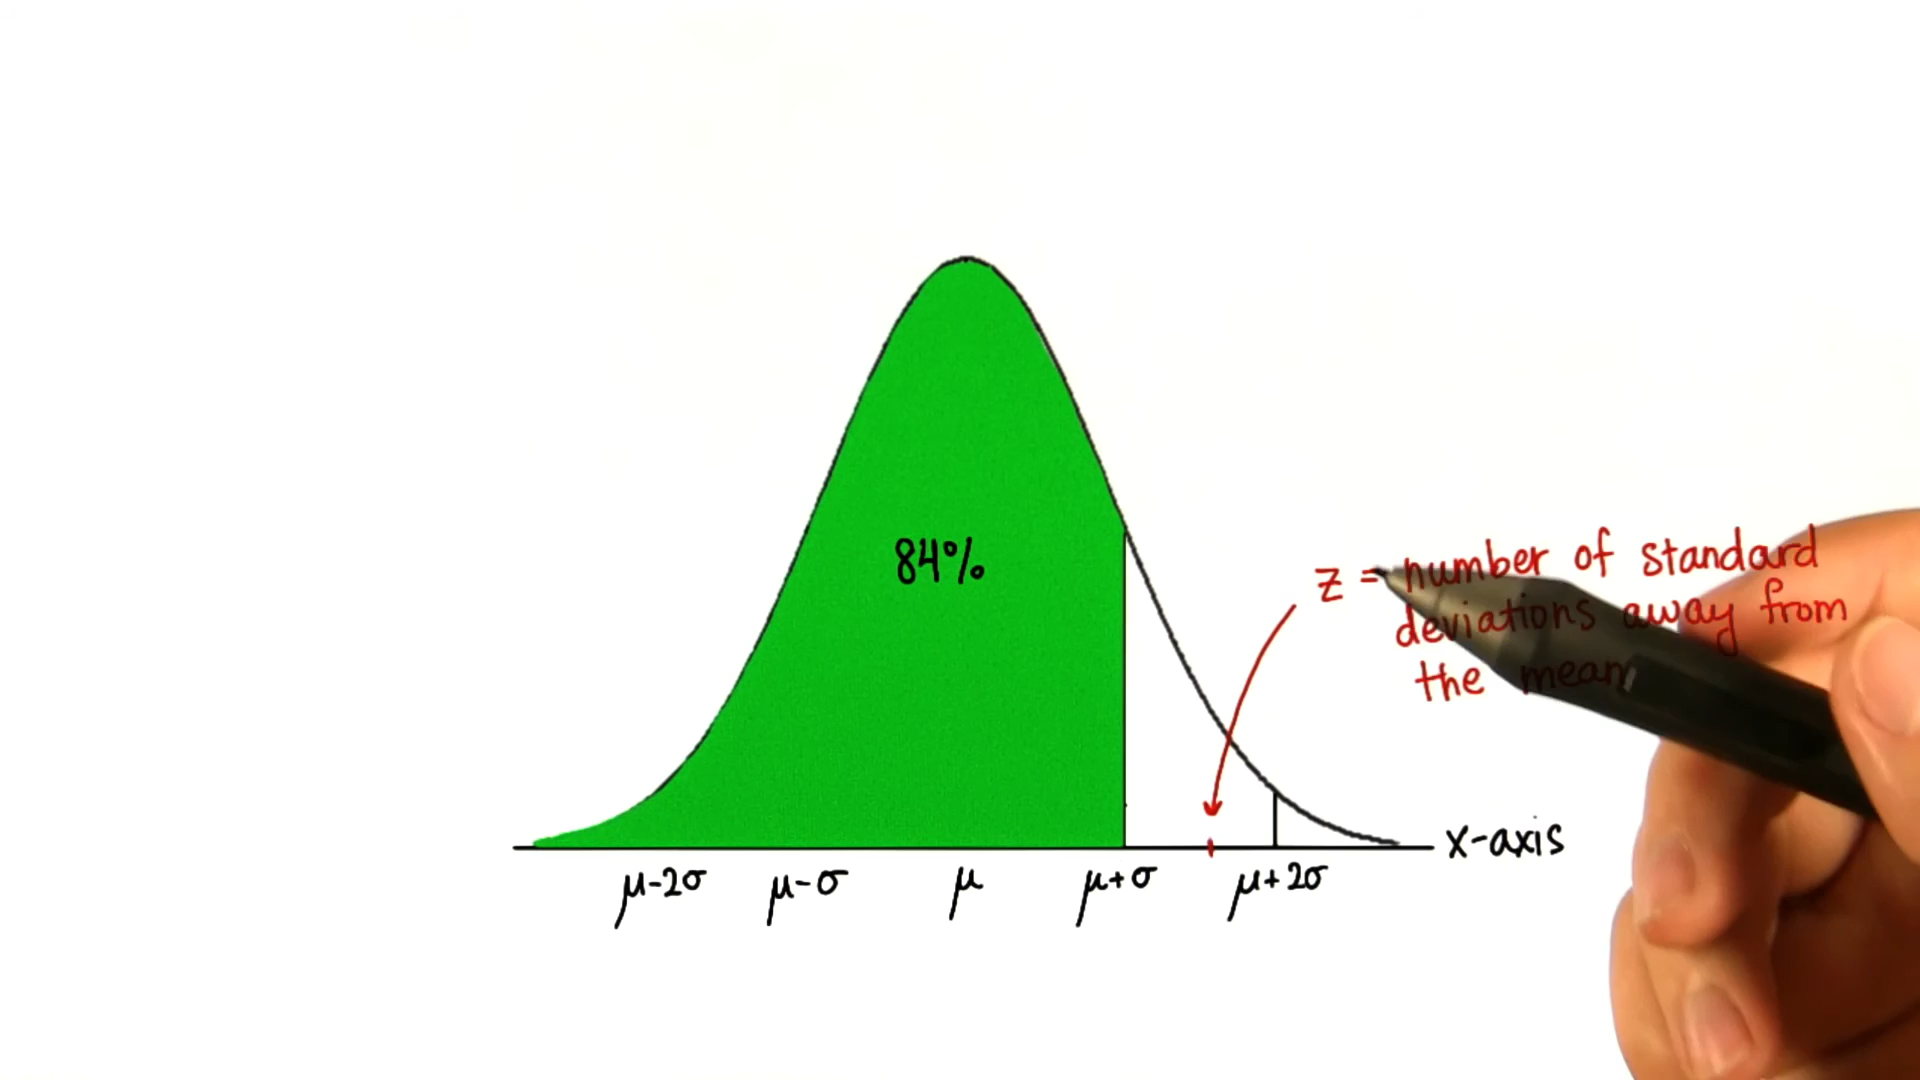 84%
z = number of standard
deviations away from
the mean
x-axis
μ-2σ μ-σ μ μ+σ μ+2σ